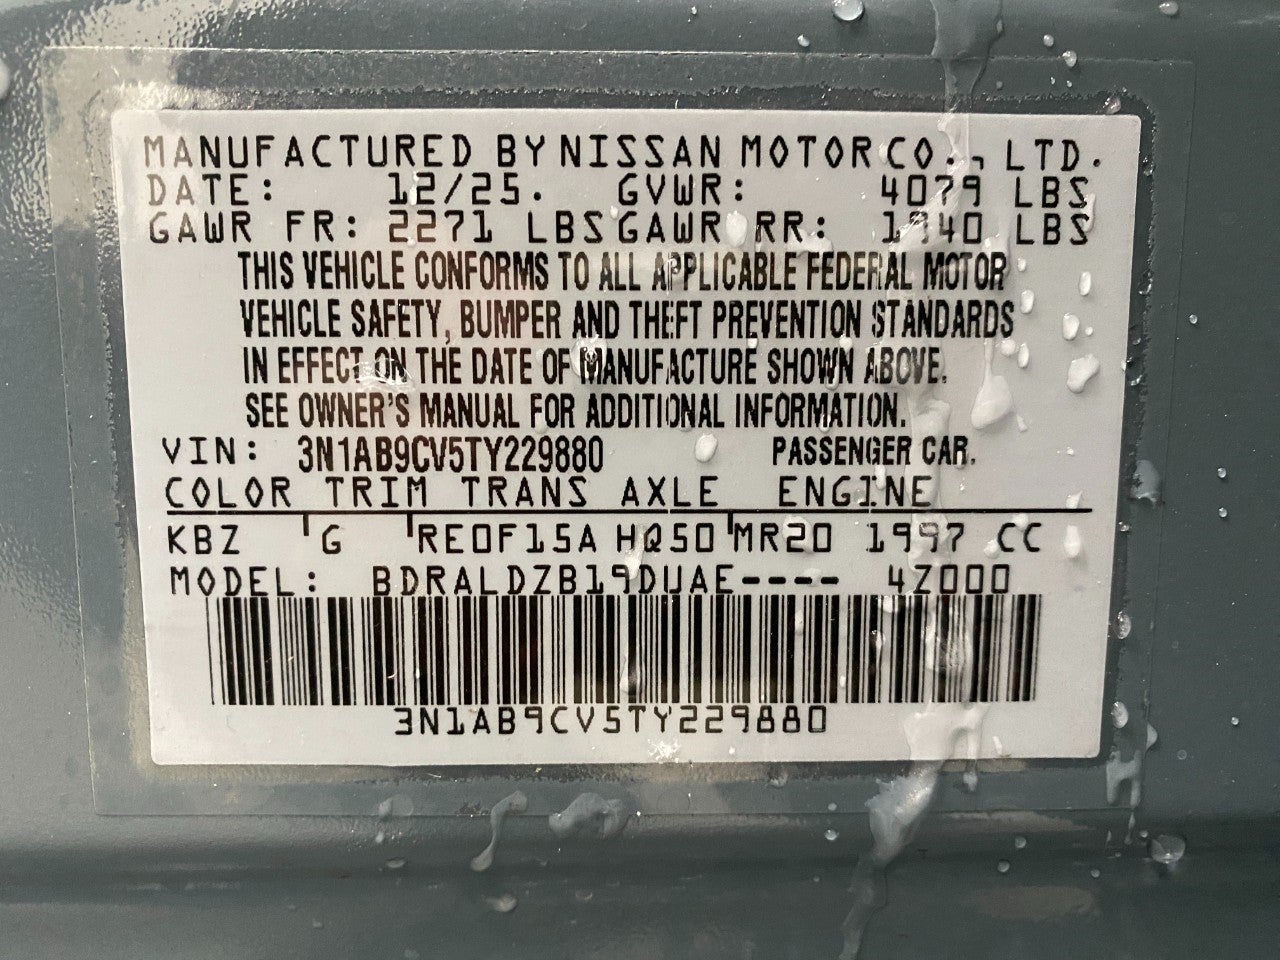 MANUFACTURED BY NISSAN MOTOR CO., LTD.
DATE: 12/25. GVWR: 4079 LBS
GAWR FR: 2271 LBS GAWR RR: 1940 LBS
THIS VEHICLE CONFORMS TO ALL APPLICABLE FEDERAL MOTOR
VEHICLE SAFETY, BUMPER AND THEFT PREVENTION STANDARDS
IN EFFECT ON THE DATE OF MANUFACTURE SHOWN ABOVE.
SEE OWNER'S MANUAL FOR ADDITIONAL INFORMATION.
VIN: 3N1AB9CV5TY229880 PASSENGER CAR.
COLOR TRIM TRANS AXLE ENGINE
KBZ G RE0F15A HQ50 MR20 1997 CC
MODEL: BDRALDZB19DUAE---- 4Z000
3N1AB9CV5TY229880